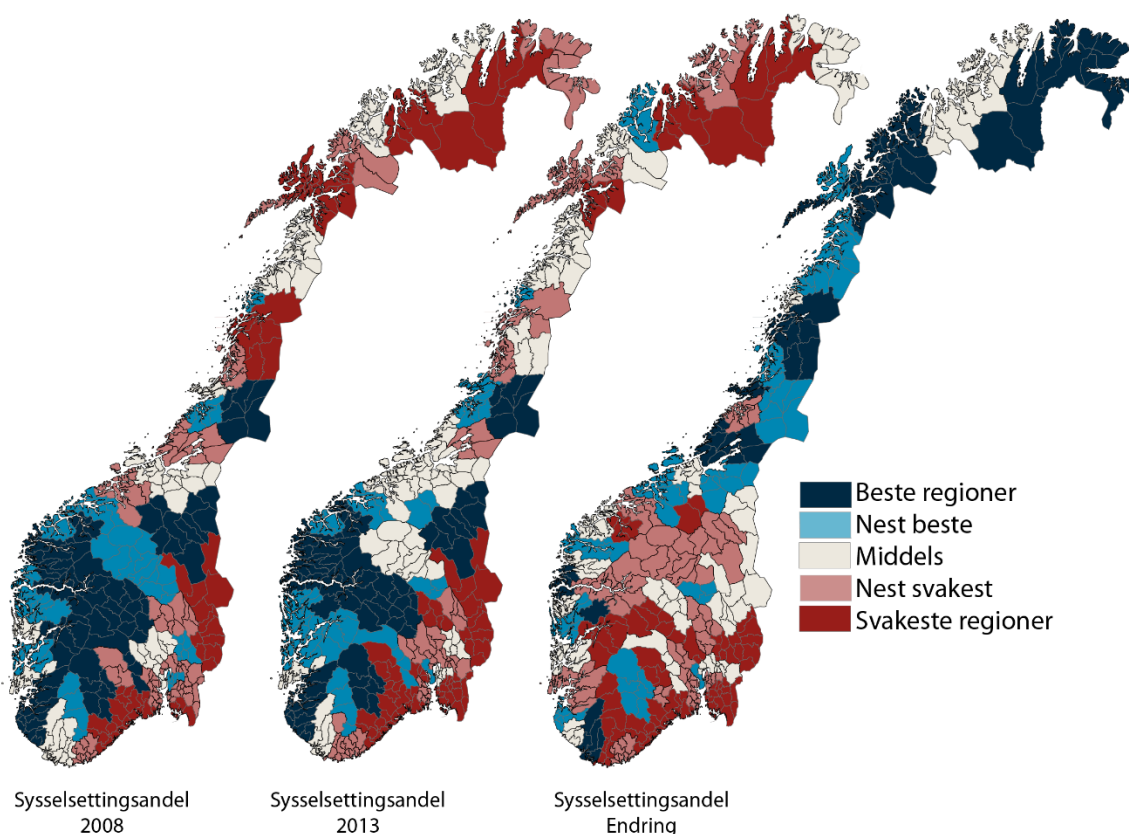 Beste regioner
Nest beste
Middels
Nest svakest
Svakeste regioner
Sysselsettingsandel
2008
Sysselsettingsandel
2013
Sysselsettingsandel
Endring